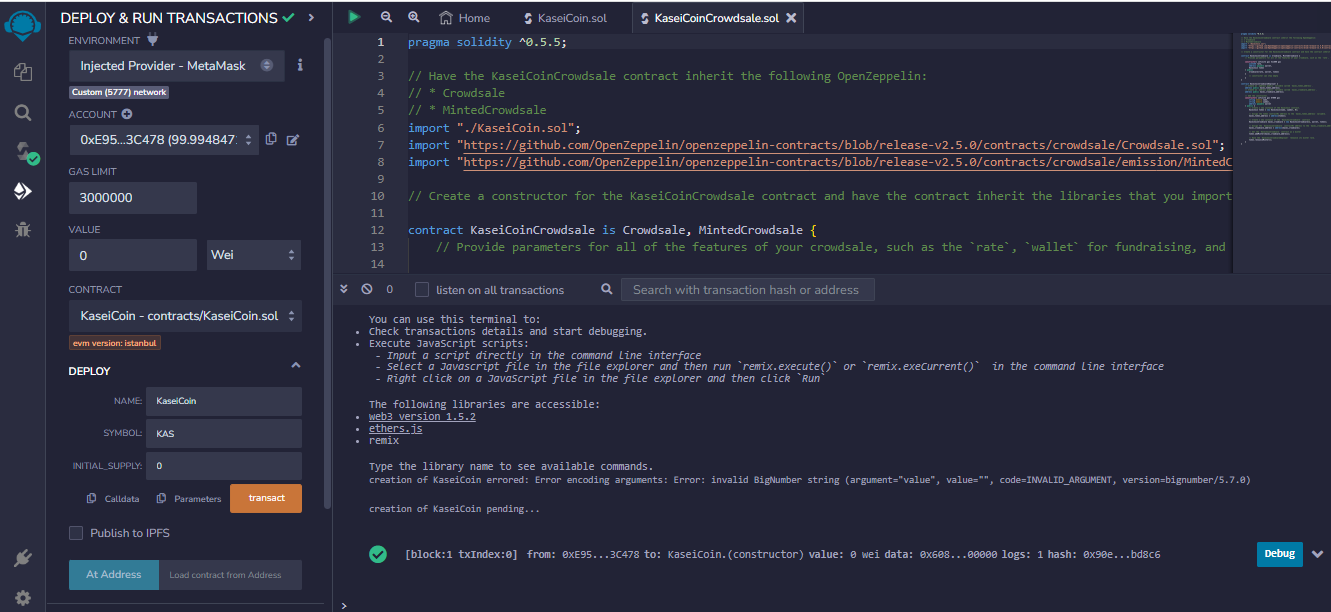 DEPLOY & RUN TRANSACTIONS
ENVIRONMENT
Injected Provider - MetaMask
Custom (5777) network
ACCOUNT
0xE95...3C478 (99.9948471
GAS LIMIT
3000000
VALUE
0
Wei
CONTRACT
KaseiCoin - contracts/KaseiCoin.sol
evm version: istanbul
DEPLOY
NAME: KaseiCoin
SYMBOL: KAS
INITIAL_SUPPLY: 0
Calldata Parameters transact
Publish to IPFS
At Address Load contract from Address
Home KaseiCoin.sol KaseiCoinCrowdsale.sol
1 pragma solidity ^0.5.5;
2
3 // Have the KaseiCoinCrowdsale contract inherit the following OpenZeppelin:
4 // * Crowdsale
5 // * MintedCrowdsale
6 import "./KaseiCoin.sol";
7 import "https://github.com/OpenZeppelin/openzeppelin-contracts/blob/release-v2.5.0/contracts/crowdsale/Crowdsale.sol";
8 import "https://github.com/OpenZeppelin/openzeppelin-contracts/blob/release-v2.5.0/contracts/crowdsale/emission/MintedC
9
10 // Create a constructor for the KaseiCoinCrowdsale contract and have the contract inherit the libraries that you import
11
12 contract KaseiCoinCrowdsale is Crowdsale, MintedCrowdsale {
13 // Provide parameters for all of the features of your crowdsale, such as the `rate`, `wallet` for fundraising, and
14
0 listen on all transactions Search with transaction hash or address
You can use this terminal to:
• Check transactions details and start debugging.
• Execute JavaScript scripts:
- Input a script directly in the command line interface
- Select a Javascript file in the file explorer and then run `remix.execute()` or `remix.exeCurrent()` in the command line interface
- Right click on a JavaScript file in the file explorer and then click `Run`
The following libraries are accessible:
• web3 version 1.5.2
• ethers.js
• remix
Type the library name to see available commands.
creation of KaseiCoin errored: Error encoding arguments: Error: invalid BigNumber string (argument="value", value="", code=INVALID_ARGUMENT, version=bignumber/5.7.0)
creation of KaseiCoin pending...
[block:1 txIndex:0] from: 0xE95...3C478 to: KaseiCoin.(constructor) value: 0 wei data: 0x608...00000 logs: 1 hash: 0x90e...bd8c6
Debug
>